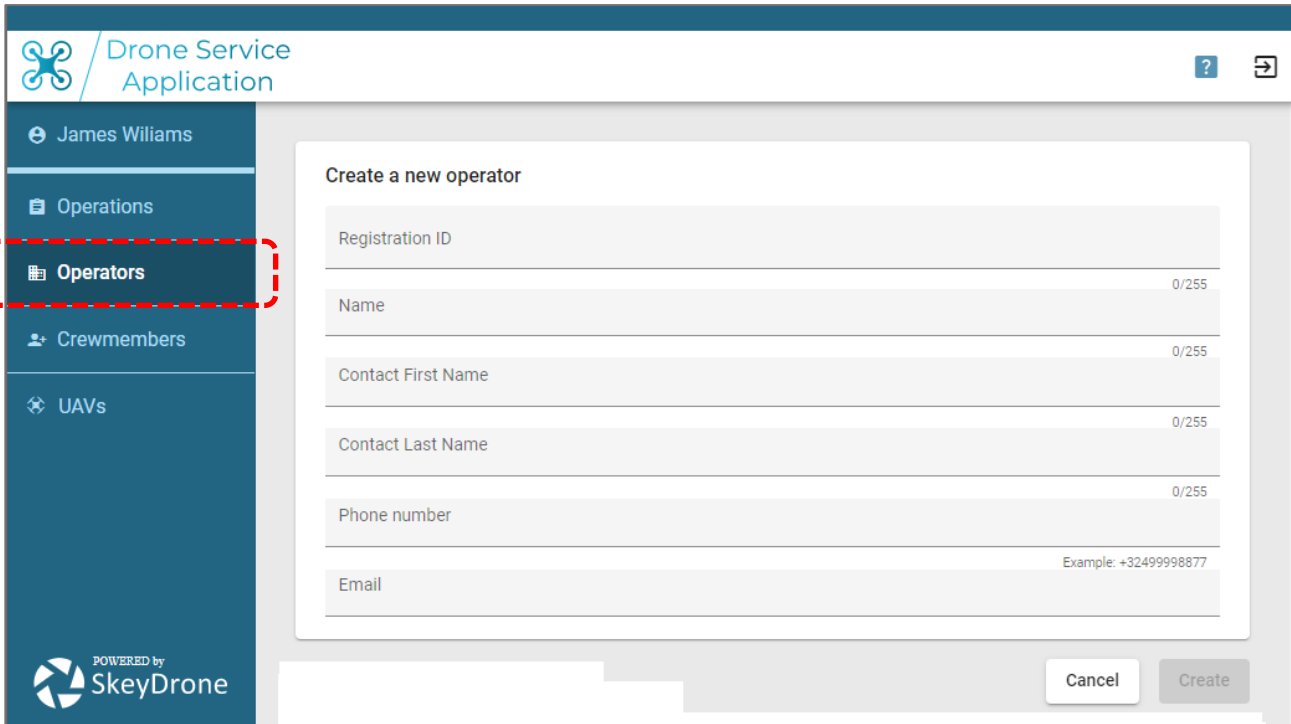 Drone Service
Application
?
James Wiliams
Operations
Operators
Crewmembers
UAVs
POWERED by
SkeyDrone
Create a new operator
Registration ID
0/255
Name
0/255
Contact First Name
0/255
Contact Last Name
0/255
Phone number
Example: +32499998877
Email
Cancel
Create